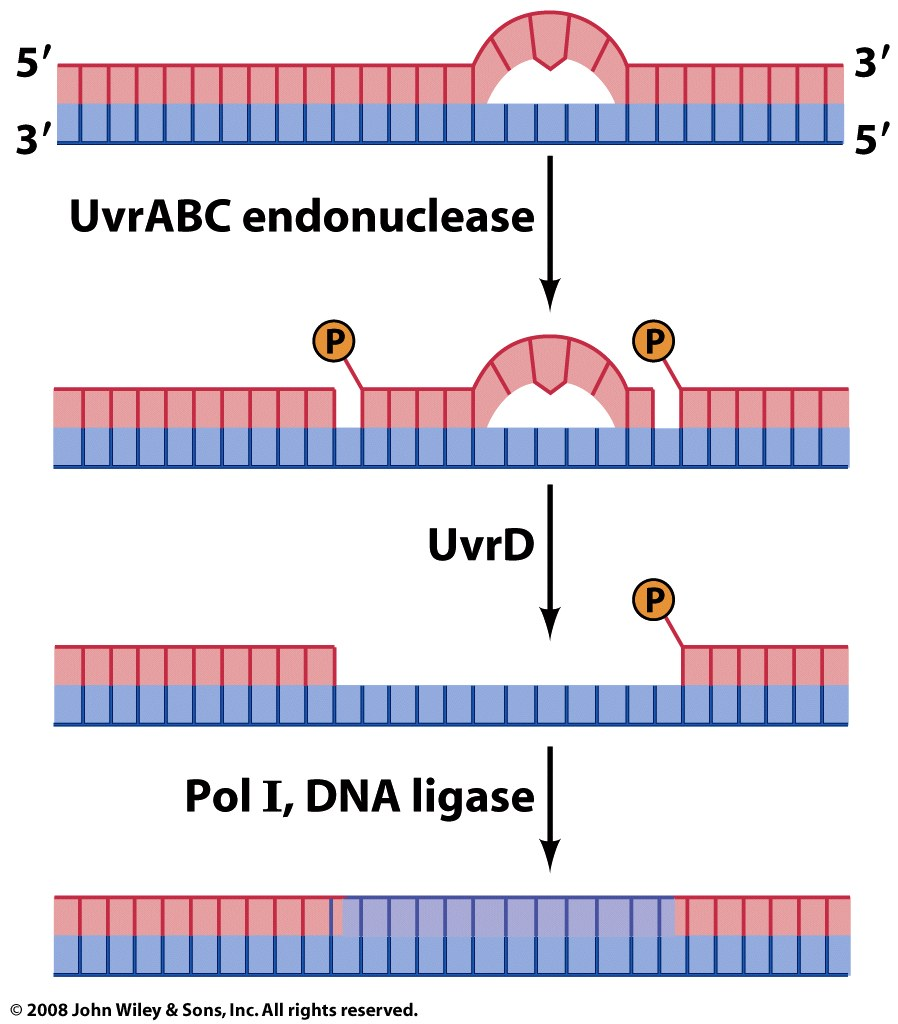 5′ 3′
3′ 5′
UvrABC endonuclease
P P
UvrD
P
Pol I, DNA ligase
© 2008 John Wiley & Sons, Inc. All rights reserved.